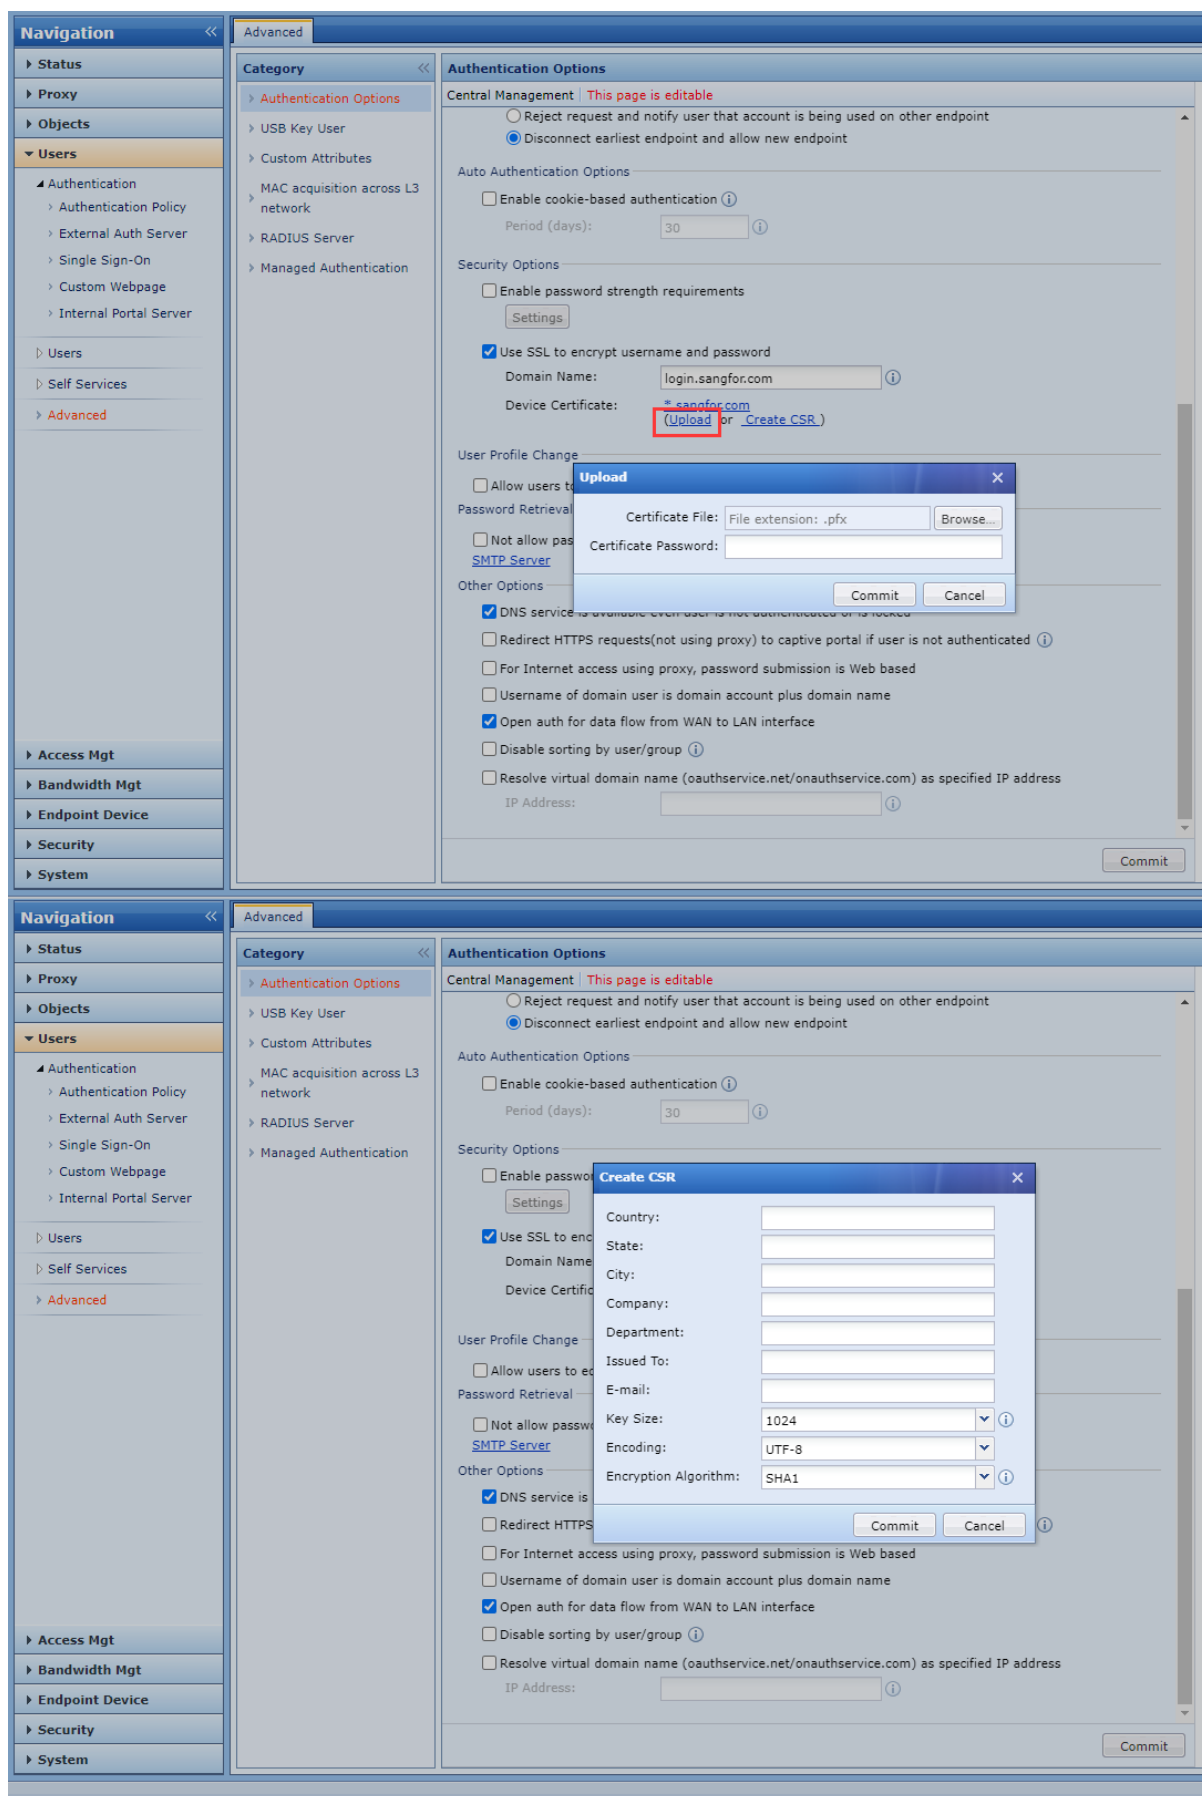 Navigation
Advanced
Status
Proxy
Objects
Users
Authentication
Authentication Policy
External Auth Server
Single Sign-On
Custom Webpage
Internal Portal Server
Users
Self Services
Advanced
Access Mgt
Bandwidth Mgt
Endpoint Device
Security
System
Category
Authentication Options
USB Key User
Custom Attributes
MAC acquisition across L3
network
RADIUS Server
Managed Authentication
Authentication Options
Central Management This page is editable
Reject request and notify user that account is being used on other endpoint
Disconnect earliest endpoint and allow new endpoint
Auto Authentication Options
Enable cookie-based authentication
Period (days): 30
Security Options
Enable password strength requirements
Settings
Use SSL to encrypt username and password
Domain Name: login.sangfor.com
Device Certificate: *.sangfor.com
(Upload or Create CSR )
User Profile Change
Allow users to
Password Retrieval
Not allow pas
SMTP Server
Upload
Certificate File: File extension: .pfx Browse...
Certificate Password:
Commit Cancel
Other Options
DNS service is available even user is not authenticated or is locked
Redirect HTTPS requests(not using proxy) to captive portal if user is not authenticated
For Internet access using proxy, password submission is Web based
Username of domain user is domain account plus domain name
Open auth for data flow from WAN to LAN interface
Disable sorting by user/group
Resolve virtual domain name (oauthservice.net/onauthservice.com) as specified IP address
IP Address:
Commit
Navigation
Advanced
Status
Proxy
Objects
Users
Authentication
Authentication Policy
External Auth Server
Single Sign-On
Custom Webpage
Internal Portal Server
Users
Self Services
Advanced
Access Mgt
Bandwidth Mgt
Endpoint Device
Security
System
Category
Authentication Options
USB Key User
Custom Attributes
MAC acquisition across L3
network
RADIUS Server
Managed Authentication
Authentication Options
Central Management This page is editable
Reject request and notify user that account is being used on other endpoint
Disconnect earliest endpoint and allow new endpoint
Auto Authentication Options
Enable cookie-based authentication
Period (days): 30
Security Options
Enable passwor
Settings
Use SSL to enc
Domain Name
Device Certific
User Profile Change
Allow users to ed
Password Retrieval
Not allow passwo
SMTP Server
Create CSR
Country:
State:
City:
Company:
Department:
Issued To:
E-mail:
Key Size: 1024
Encoding: UTF-8
Encryption Algorithm: SHA1
Commit Cancel
Other Options
DNS service is
Redirect HTTPS
For Internet access using proxy, password submission is Web based
Username of domain user is domain account plus domain name
Open auth for data flow from WAN to LAN interface
Disable sorting by user/group
Resolve virtual domain name (oauthservice.net/onauthservice.com) as specified IP address
IP Address:
Commit